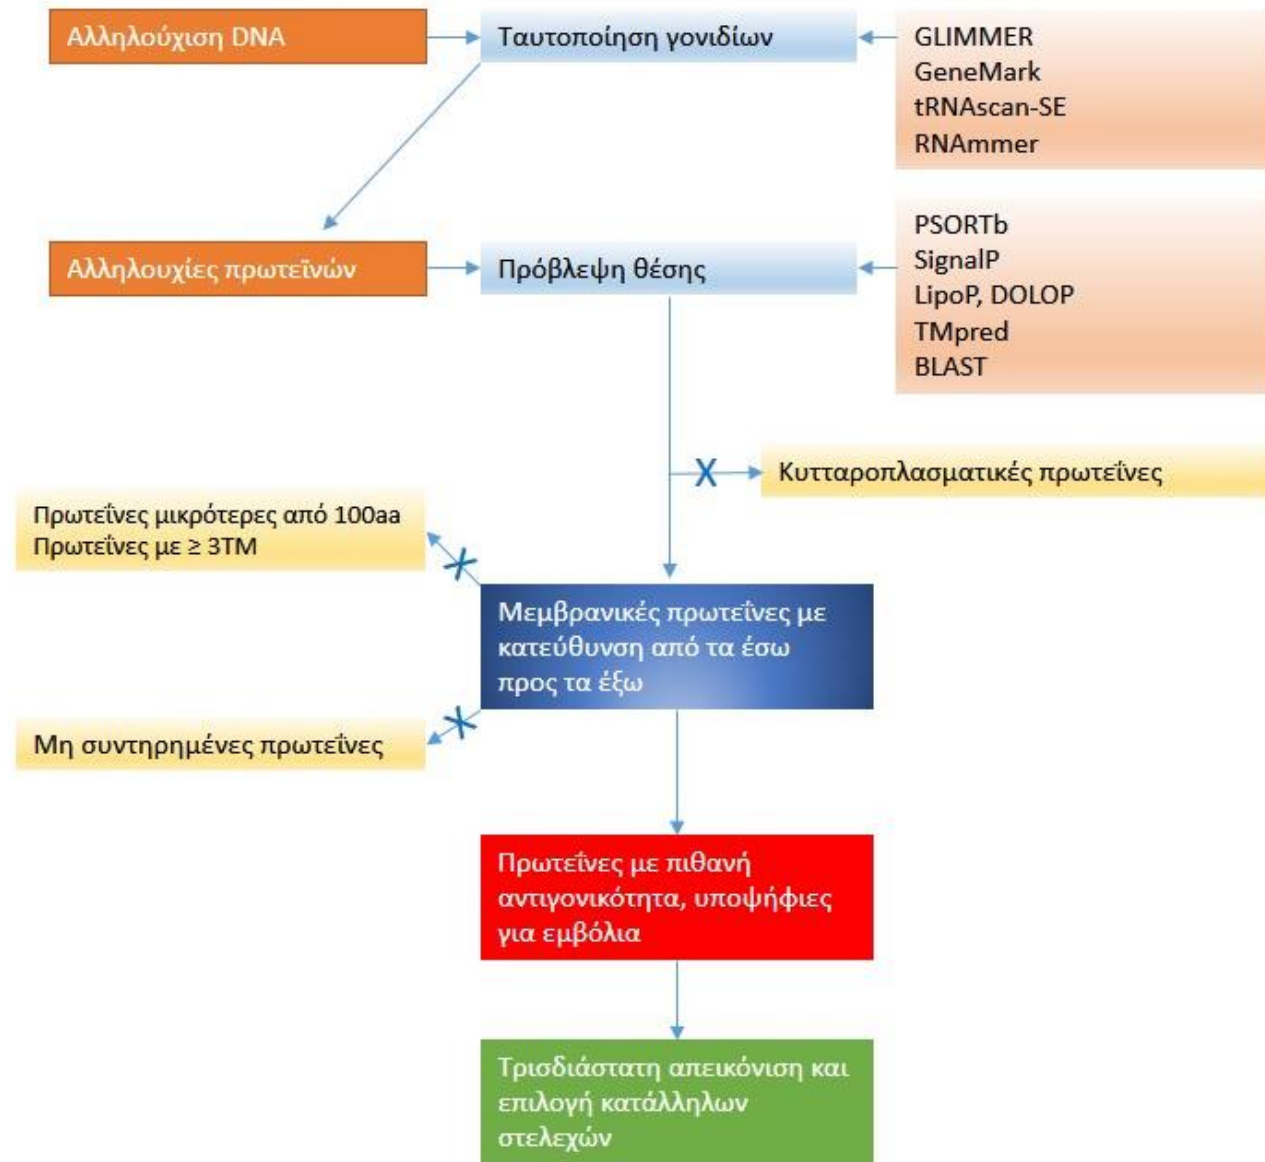 Αλληλούχιση DNA
Ταυτοποίηση γονιδίων
GLIMMER
GeneMark
tRNAscan-SE
RNAmmer
Αλληλουχίες πρωτεϊνών
Πρόβλεψη θέσης
PSORTb
SignalP
LipoP, DOLOP
TMpred
BLAST
X
Κυτταροπλασματικές πρωτεΐνες
Πρωτεΐνες μικρότερες από 100aa
Πρωτεΐνες με ≥ 3TM
X
Μεμβρανικές πρωτεΐνες με
κατεύθυνση από τα έσω
προς τα έξω
X
Μη συντηρημένες πρωτεΐνες
Πρωτεΐνες με πιθανή
αντιγονικότητα, υποψήφιες
για εμβόλια
Τρισδιάστατη απεικόνιση και
επιλογή κατάλληλων
στελεχών